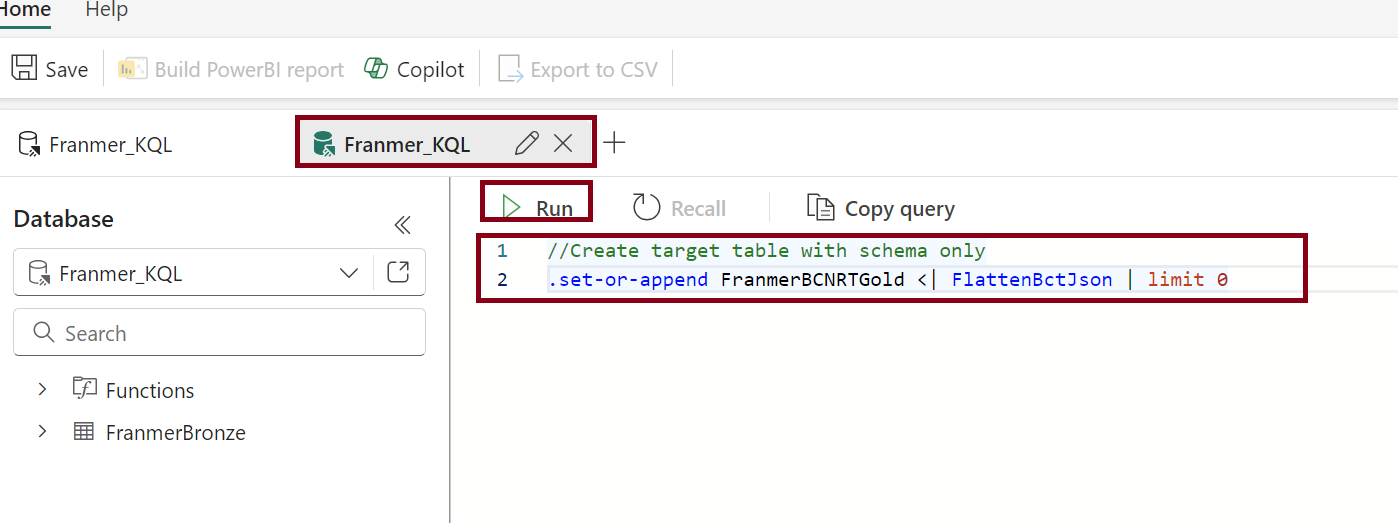 Home Help
Save Build PowerBI report Copilot Export to CSV
Franmer_KQL Franmer_KQL
Database
Franmer_KQL
Search
Functions
FranmerBronze
Run Recall Copy query
1 //Create target table with schema only
2 .set-or-append FranmerBCNRTGold <| FlattenBctJson | limit 0